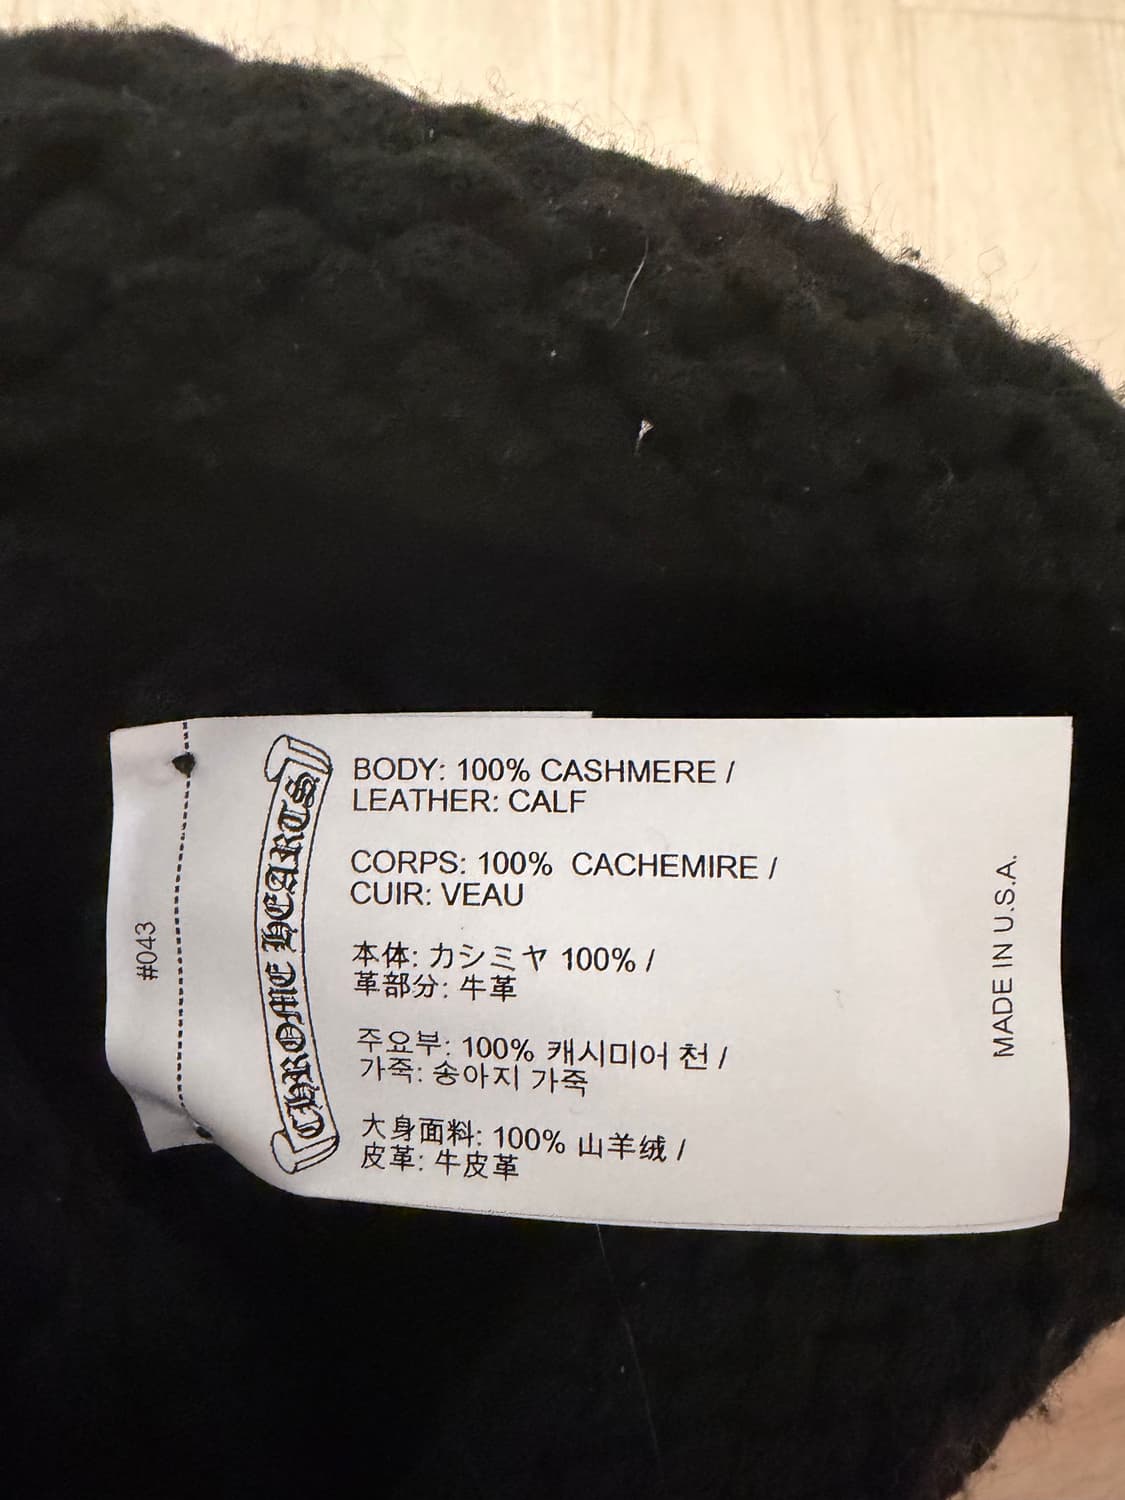 #043
CHROME HEARTS
BODY: 100% CASHMERE /
LEATHER: CALF
CORPS: 100% CACHEMIRE /
CUIR: VEAU
本体: カシミヤ 100% /
革部分: 牛革
주요부: 100% 캐시미어 천 /
가죽: 송아지 가죽
大身面料: 100% 山羊绒 /
皮革: 牛皮革
MADE IN U.S.A.